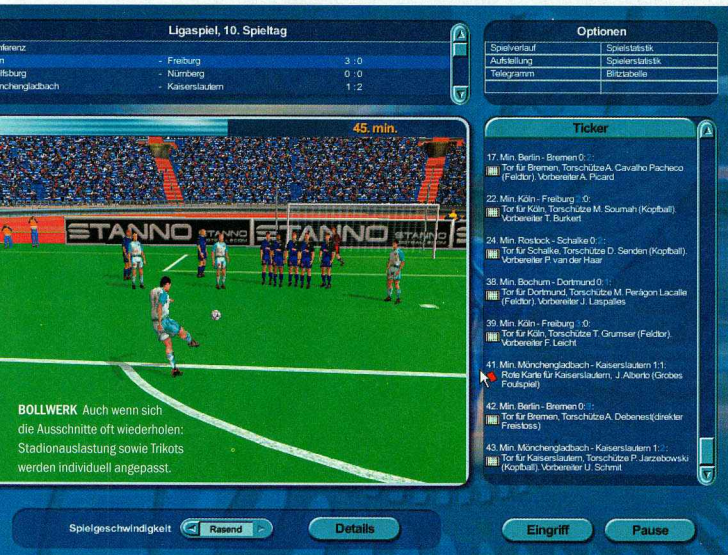 Ligaspiel, 10. Spieltag
nferenz
n - Freiburg 3 :0
lfsburg - Nürnberg 0 :0
nchengladbach - Kaiserslautern 1 :2
45. min.
STANNO STANNO STANNO STANNO S
BOLLWERK Auch wenn sich
die Ausschnitte oft wiederholen:
Stadionauslastung sowie Trikots
werden individuell angepasst.
Optionen
Spielverlauf Spielstatistik
Aufstellung Spielerstatistik
Telegramm Blitztabelle
Ticker
17. Min. Berlin - Bremen 0:2:
Tor für Bremen, Torschütze A. Cavalho Pacheco
(Feldtor). Vorbereiter A. Picard
22. Min. Köln - Freiburg 2:0:
Tor für Köln, Torschütze M. Soumah (Kopfball).
Vorbereiter T. Burkert
24. Min. Rostock - Schalke 0:2:
Tor für Schalke, Torschütze D. Senden (Kopfball).
Vorbereiter P. van der Haar
38. Min. Bochum - Dortmund 0:1:
Tor für Dortmund, Torschütze M. Peràgon Lacalle
(Feldtor). Vorbereiter J. Laspalles
39. Min. Köln - Freiburg 3:0:
Tor für Köln, Torschütze T. Grumser (Feldtor).
Vorbereiter F. Leicht
41. Min. Mönchengladbach - Kaiserslautern 1:1:
Rote Karte für Kaiserslautern, J. Alberto (Grobes
Foulspiel)
42. Min. Berlin - Bremen 0:3:
Tor für Bremen, Torschütze A. Debenest(direkter
Freistoss)
43. Min. Mönchengladbach - Kaiserslautern 1:2:
Tor für Kaiserslautern, Torschütze P. Jarzebowski
(Kopfball). Vorbereiter U. Schmit
Spielgeschwindigkeit Rasend Details Eingriff Pause